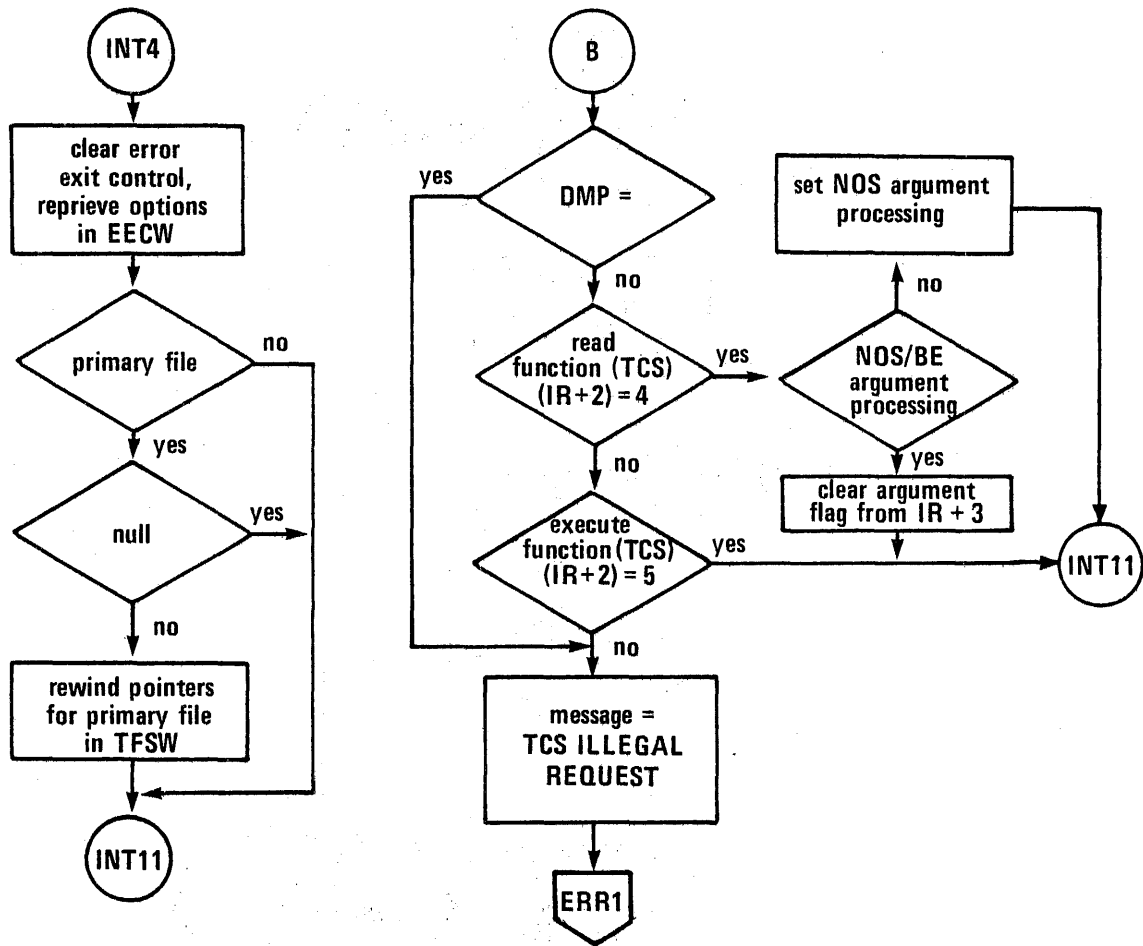 INT4
clear error
exit control,
reprieve options
in EECW
primary file
no
yes
null
yes
no
rewind pointers
for primary file
in TFSW
INT11
B
yes
DMP =
no
read
function (TCS)
(IR+2) = 4
yes
no
set NOS argument
processing
no
NOS/BE
argument
processing
yes
clear argument
flag from IR + 3
execute
function (TCS)
(IR+2) = 5
yes
no
INT11
message =
TCS ILLEGAL
REQUEST
ERR1